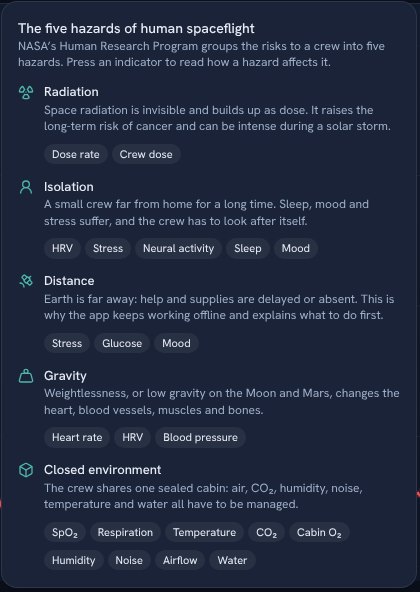 The five hazards of human spaceflight
NASA's Human Research Program groups the risks to a crew into five
hazards. Press an indicator to read how a hazard affects it.
Radiation
Space radiation is invisible and builds up as dose. It raises the
long-term risk of cancer and can be intense during a solar storm.
Dose rate Crew dose
Isolation
A small crew far from home for a long time. Sleep, mood and
stress suffer, and the crew has to look after itself.
HRV Stress Neural activity Sleep Mood
Distance
Earth is far away: help and supplies are delayed or absent. This is
why the app keeps working offline and explains what to do first.
Stress Glucose Mood
Gravity
Weightlessness, or low gravity on the Moon and Mars, changes the
heart, blood vessels, muscles and bones.
Heart rate HRV Blood pressure
Closed environment
The crew shares one sealed cabin: air, CO₂, humidity, noise,
temperature and water all have to be managed.
SpO₂ Respiration Temperature CO₂ Cabin O₂
Humidity Noise Airflow Water